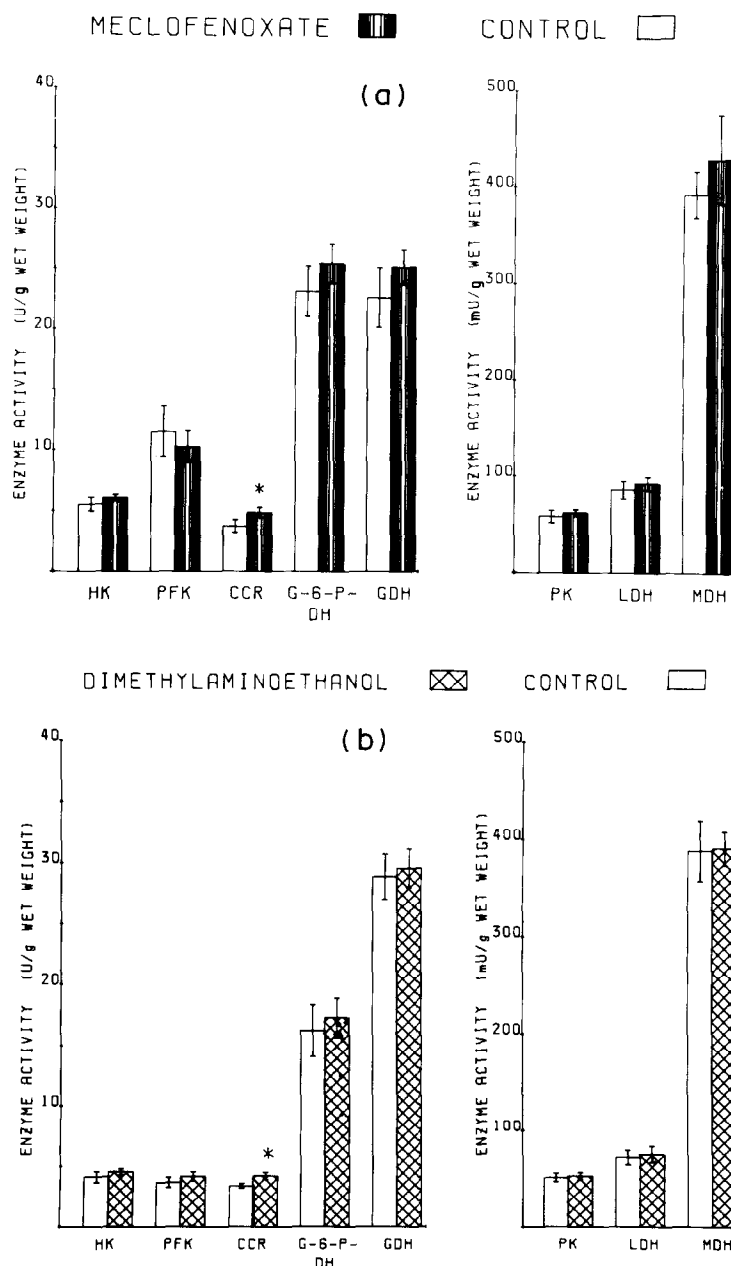 MECLOFENOXATE CONTROL
(a)
ENZYME ACTIVITY (U/g WET WEIGHT)
40
30
20
10
*
HK PFK CCR G-6-P- GDH
DH
ENZYME ACTIVITY (mU/g WET WEIGHT)
500
400
300
200
100
PK LDH MDH
DIMETHYLAMINOETHANOL CONTROL
(b)
ENZYME ACTIVITY (U/g WET WEIGHT)
40
30
20
10
*
HK PFK CCR G-6-P- GDH
DH
ENZYME ACTIVITY (mU/g WET WEIGHT)
500
400
300
200
100
PK LDH MDH